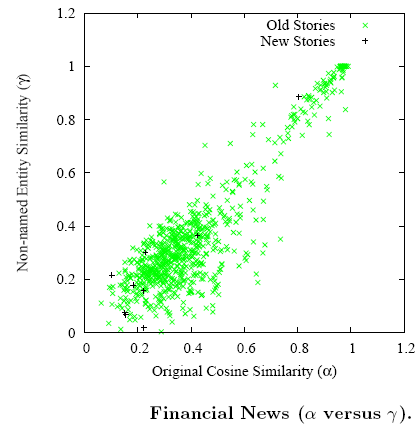 1.2
1
0.8
0.6
0.4
0.2
0
Non-named Entity Similarity (γ)
Old Stories
New Stories
0 0.2 0.4 0.6 0.8 1 1.2
Original Cosine Similarity (α)
Financial News (α versus γ).